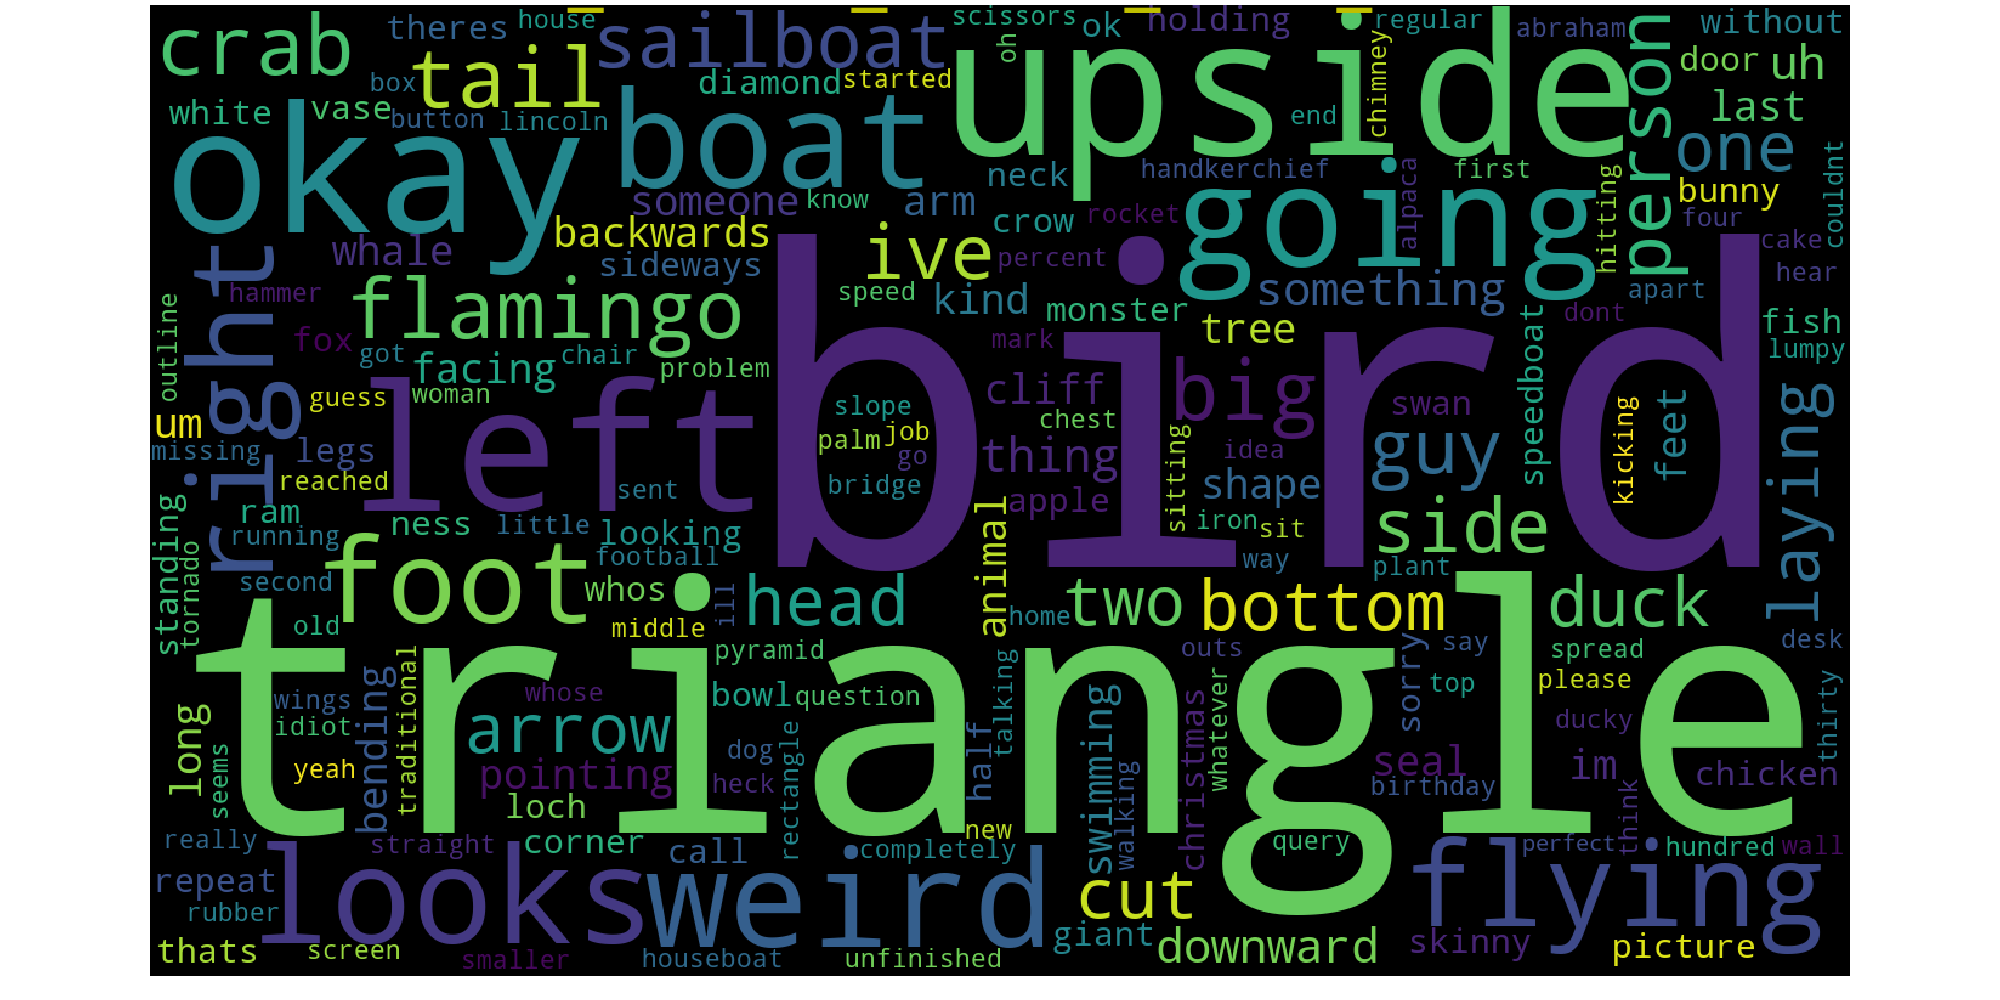 crab
theres
house
sailboat
scissors
oh
ok
holding
regular
abraham
without
tail
box
diamond
started
upside
chimney
person
door
uh
white
vase
button
lincoln
okay
boat
end
last
one
neck
handkerchief
first
hitting
bunny
couldnt
someone
know
arm
crow
rocket
alpaca
going
four
right
whale
backwards
sideways
ive
percent
cake
hear
hammer
flamingo
speed
kind
monster
something
apart
outline
fox
got
facing
chair
problem
bird
mark
tree
dont
fish
lumpy
guess
woman
left
slope
cliff
big
swan
speedboat
laying
um
missing
legs
palm
job
go
chest
thing
sitting
idea
guy
kicking
feet
reached
sent
bridge
apple
shape
standing
ram
running
ness
little
looking
football
animal
iron
sit
side
tornado
second
foot
whos
ill
head
home
two
way
bottom
plant
duck
old
middle
triangle
long
wings
idiot
traditional
pyramid
whose
bowl
question
talking
outs
sorry
say
spread
desk
seems
yeah
bending
arrow
pointing
dog
heck
rectangle
half
swimming
christmas
whatever
top
please
ducky
thirty
loch
walking
seal
birthday
im
chicken
really
straight
corner
call
completely
new
query
perfect
think
hundred
wall
repeat
rubber
looks
weird
cut
flying
thats
screen
smaller
houseboat
unfinished
giant
downward
skinny
picture